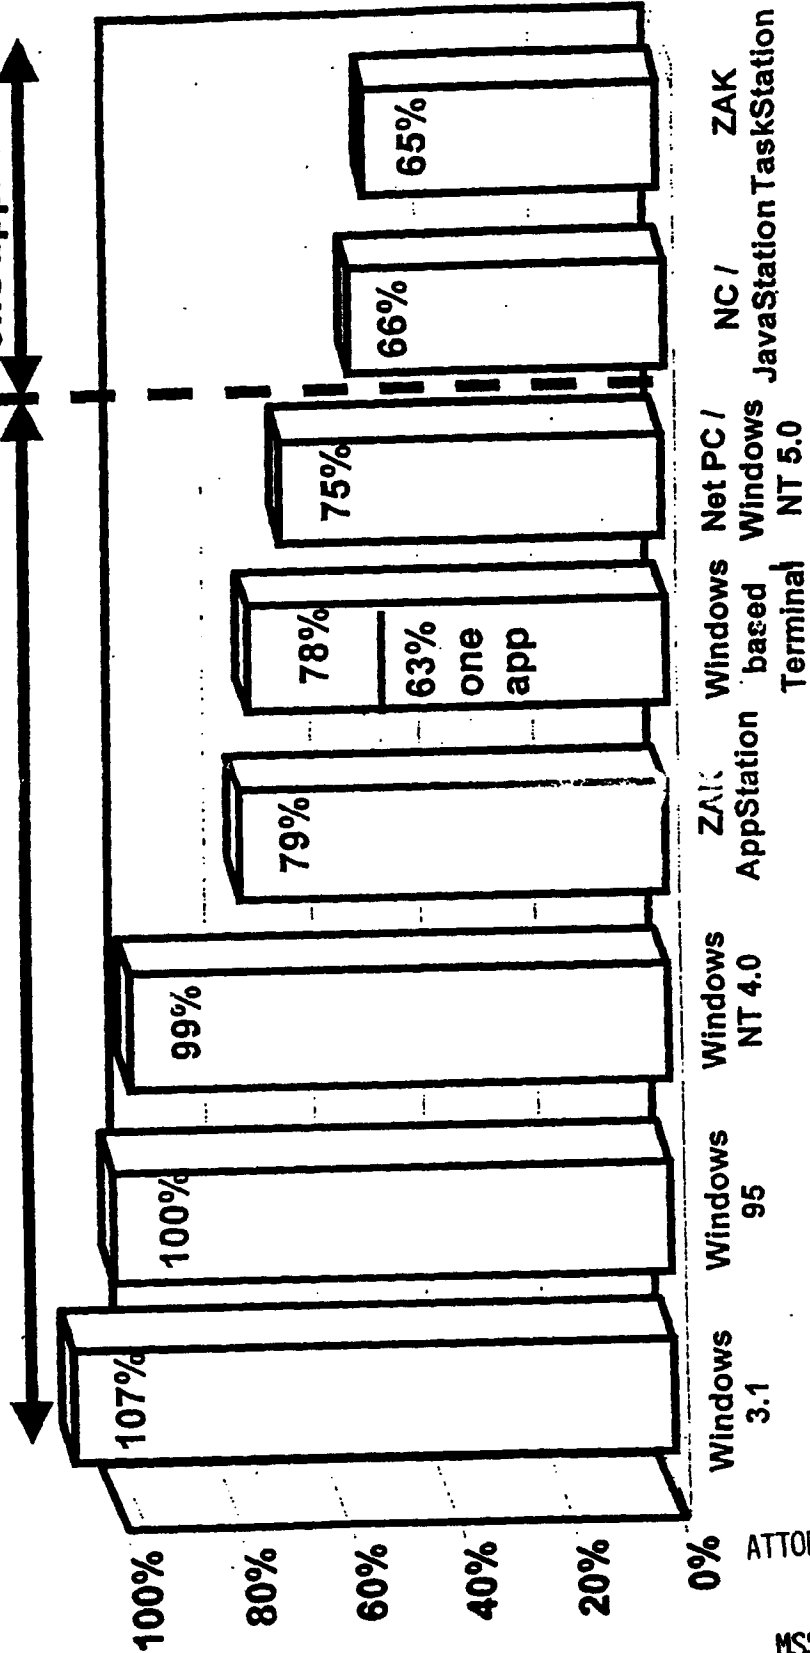 107%
100%
99%
79%
78%
63%
one
app
75%
66%
65%
100%
80%
60%
40%
20%
0%
Windows
3.1
Windows
95
Windows
NT 4.0
ZAK
AppStation
Windows
based
Terminal
Net PC /
Windows
NT 5.0
NC /
JavaStation
ZAK
TaskStation